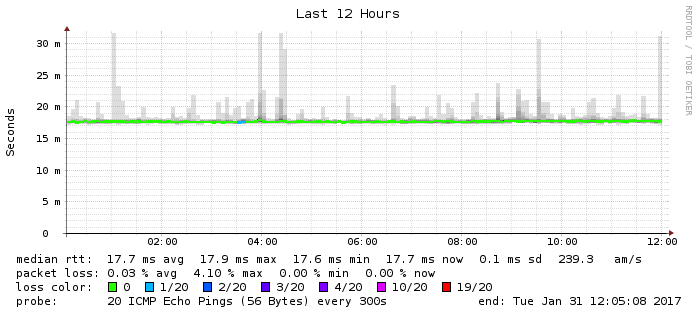 Last 12 Hours
RRDTOOL / TOBI OETIKER
Seconds
30 m
25 m
20 m
15 m
10 m
5 m
0
02:00 04:00 06:00 08:00 10:00 12:00
median rtt: 17.7 ms avg 17.9 ms max 17.6 ms min 17.7 ms now 0.1 ms sd 239.3 am/s
packet loss: 0.03 % avg 4.10 % max 0.00 % min 0.00 % now
loss color: 0 1/20 2/20 3/20 4/20 10/20 19/20
probe: 20 ICMP Echo Pings (56 Bytes) every 300s end: Tue Jan 31 12:05:08 2017